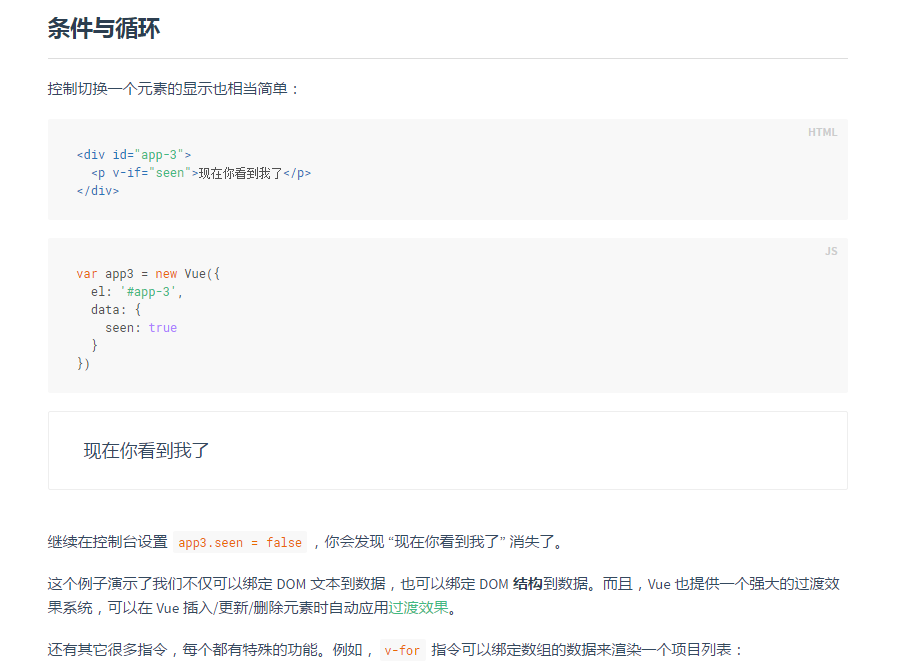 条件与循环
控制切换一个元素的显示也相当简单：
HTML
<div id="app-3">
  <p v-if="seen">现在你看到我了</p>
</div>
JS
var app3 = new Vue({
  el: '#app-3',
  data: {
    seen: true
  }
})
现在你看到我了
继续在控制台设置 app3.seen = false ，你会发现 “现在你看到我了” 消失了。
这个例子演示了我们不仅可以绑定 DOM 文本到数据，也可以绑定 DOM 结构到数据。而且，Vue 也提供一个强大的过渡效
果系统，可以在 Vue 插入/更新/删除元素时自动应用过渡效果。
还有其它很多指令，每个都有特殊的功能。例如， v-for 指令可以绑定数组的数据来渲染一个项目列表：